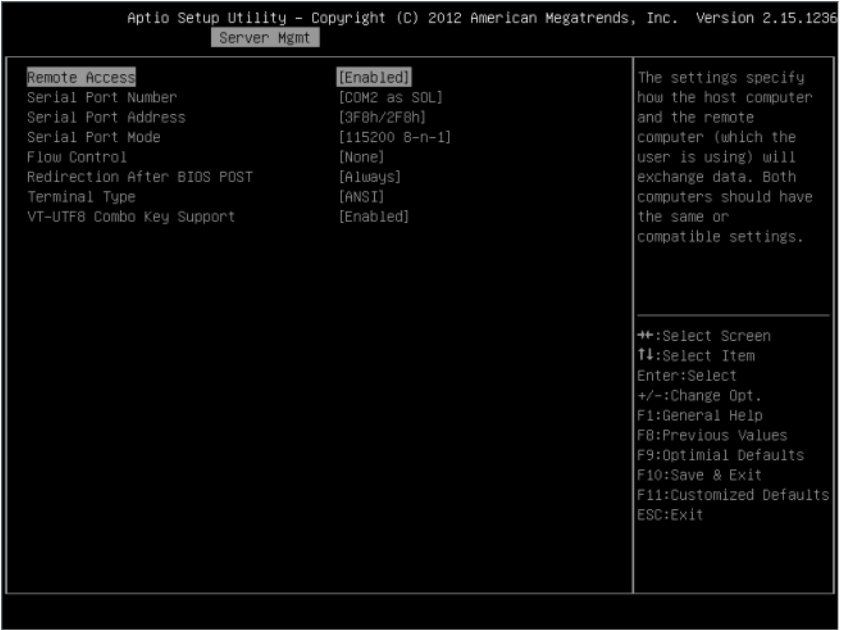 Aptio Setup Utility – Copyright (C) 2012 American Megatrends, Inc. Version 2.15.1236
Server Mgmt
Remote Access [Enabled]
Serial Port Number [COM2 as SOL]
Serial Port Address [3F8h/2F8h]
Serial Port Mode [115200 8-n-1]
Flow Control [None]
Redirection After BIOS POST [Always]
Terminal Type [ANSI]
VT-UTF8 Combo Key Support [Enabled]
The settings specify
how the host computer
and the remote
computer (which the
user is using) will
exchange data. Both
computers should have
the same or
compatible settings.
→←:Select Screen
↑↓:Select Item
Enter:Select
+/-:Change Opt.
F1:General Help
F8:Previous Values
F9:Optimial Defaults
F10:Save & Exit
F11:Customized Defaults
ESC:Exit